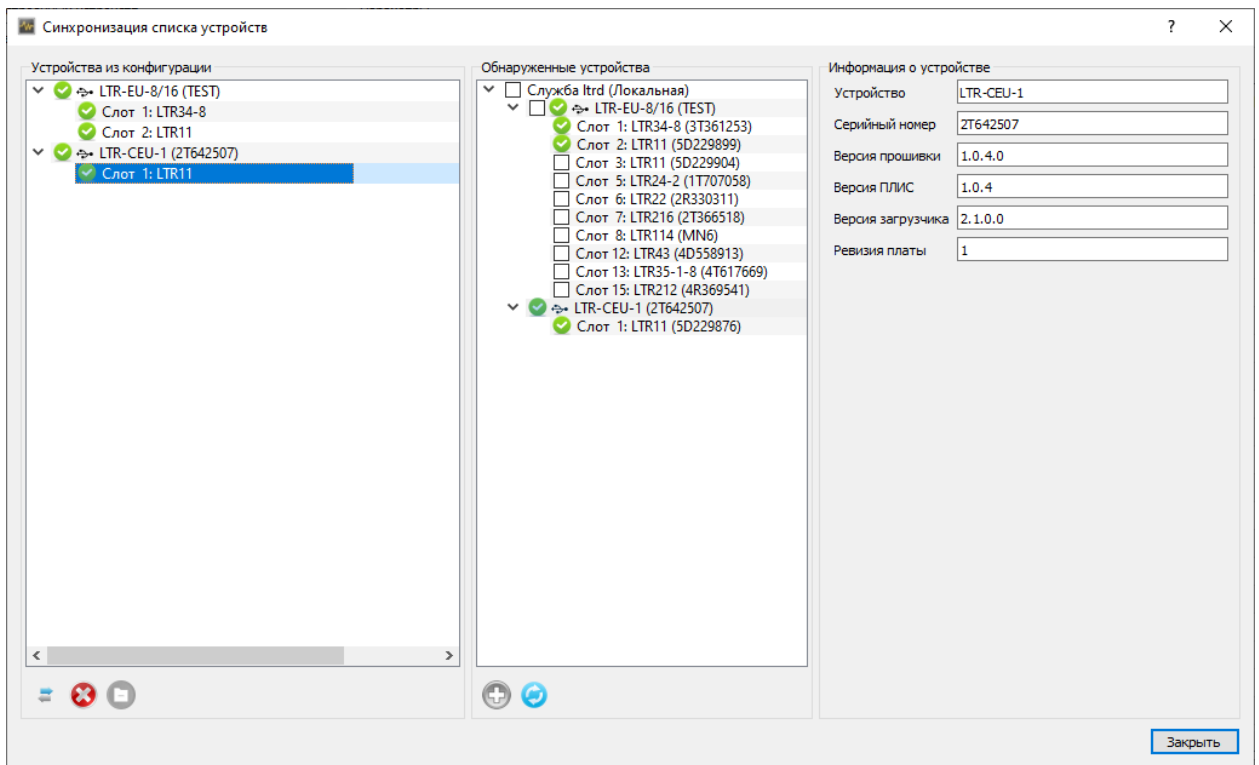 Синхронизация списка устройств
?
Устройства из конфигурации
LTR-EU-8/16 (TEST)
Слот 1: LTR34-8
Слот 2: LTR11
LTR-CEU-1 (2T642507)
Слот 1: LTR11
Обнаруженные устройства
Служба ltrd (Локальная)
LTR-EU-8/16 (TEST)
Слот 1: LTR34-8 (3T361253)
Слот 2: LTR11 (5D229899)
Слот 3: LTR11 (5D229904)
Слот 5: LTR24-2 (1T707058)
Слот 6: LTR22 (2R330311)
Слот 7: LTR216 (2T366518)
Слот 8: LTR114 (MN6)
Слот 12: LTR43 (4D558913)
Слот 13: LTR35-1-8 (4T617669)
Слот 15: LTR212 (4R369541)
LTR-CEU-1 (2T642507)
Слот 1: LTR11 (5D229876)
Информация о устройстве
Устройство LTR-CEU-1
Серийный номер 2T642507
Версия прошивки 1.0.4.0
Версия ПЛИС 1.0.4
Версия загрузчика 2.1.0.0
Ревизия платы 1
Закрыть